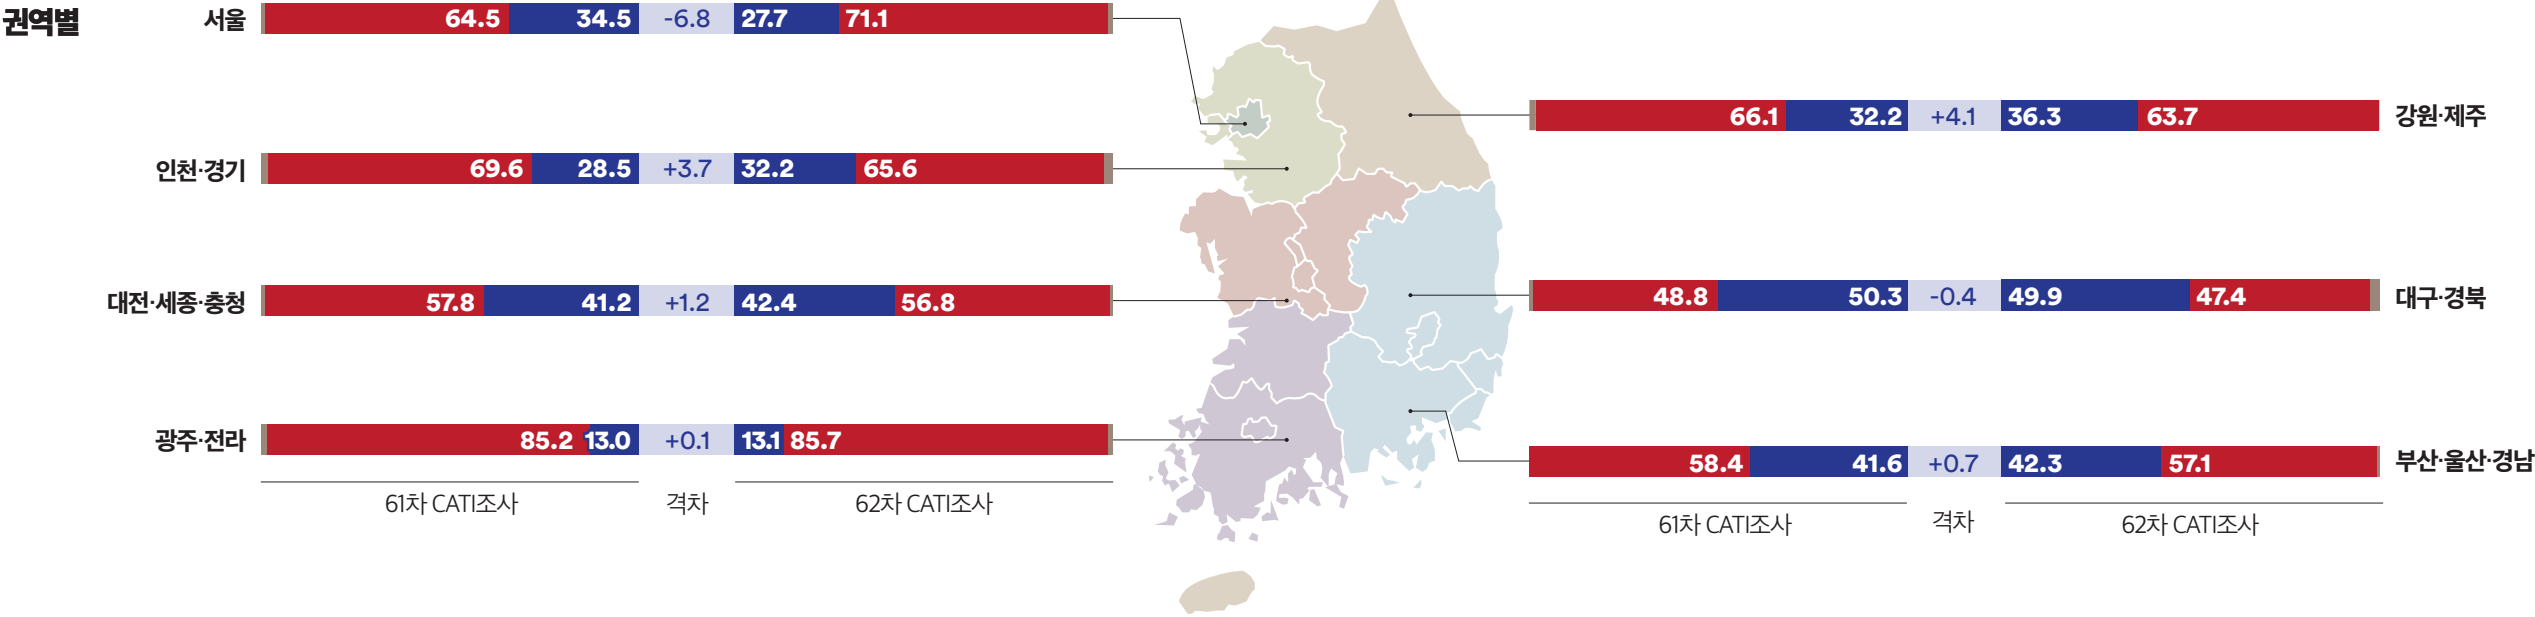 권역별
서울 64.5 34.5 -6.8 27.7 71.1
인천·경기 69.6 28.5 +3.7 32.2 65.6
대전·세종·충청 57.8 41.2 +1.2 42.4 56.8
광주·전라 85.2 13.0 +0.1 13.1 85.7
61차 CATI조사 격차 62차 CATI조사
66.1 32.2 +4.1 36.3 63.7 강원·제주
48.8 50.3 -0.4 49.9 47.4 대구·경북
58.4 41.6 +0.7 42.3 57.1 부산·울산·경남
61차 CATI조사 격차 62차 CATI조사